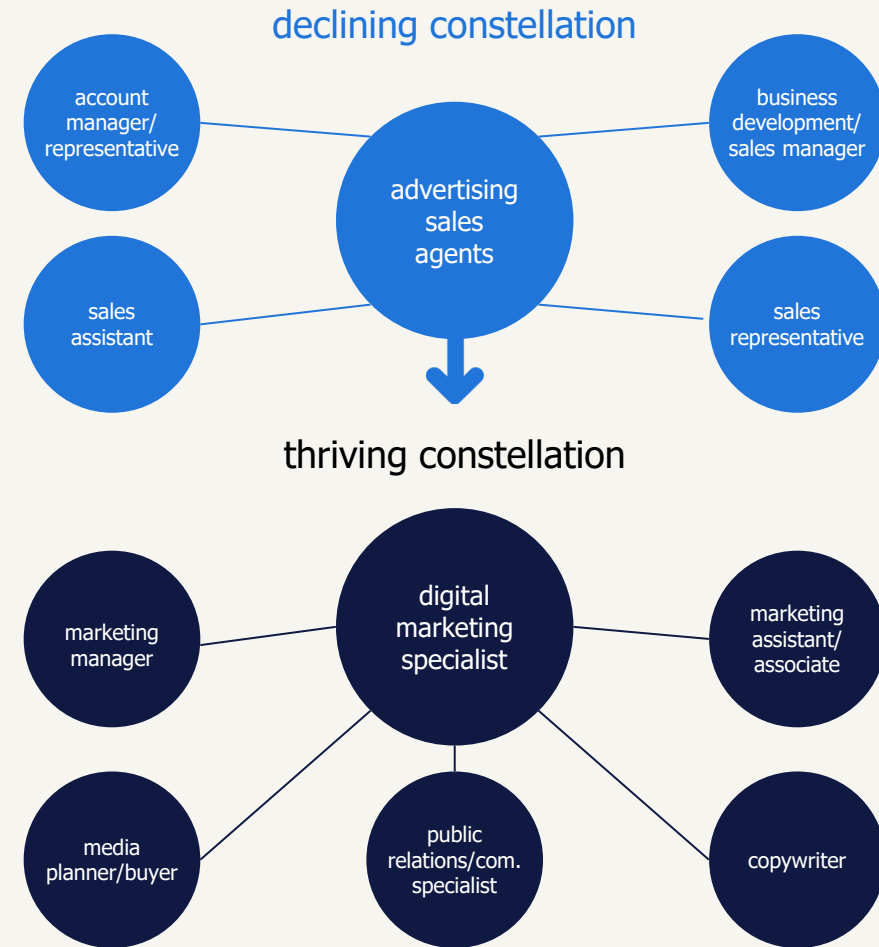 declining constellation
account
manager/
representative
business
development/
sales manager
advertising
sales
agents
sales
assistant
sales
representative
thriving constellation
digital
marketing
specialist
marketing
manager
marketing
assistant/
associate
media
planner/buyer
public
relations/com.
specialist
copywriter